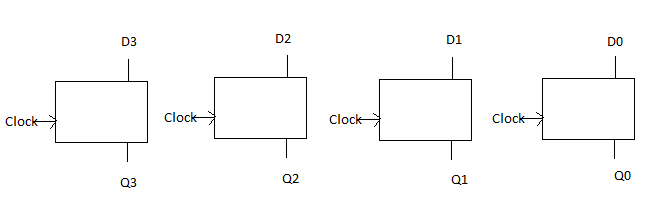 D3 D2 D1 D0
Clock Clock Clock Clock
Q3 Q2 Q1 Q0